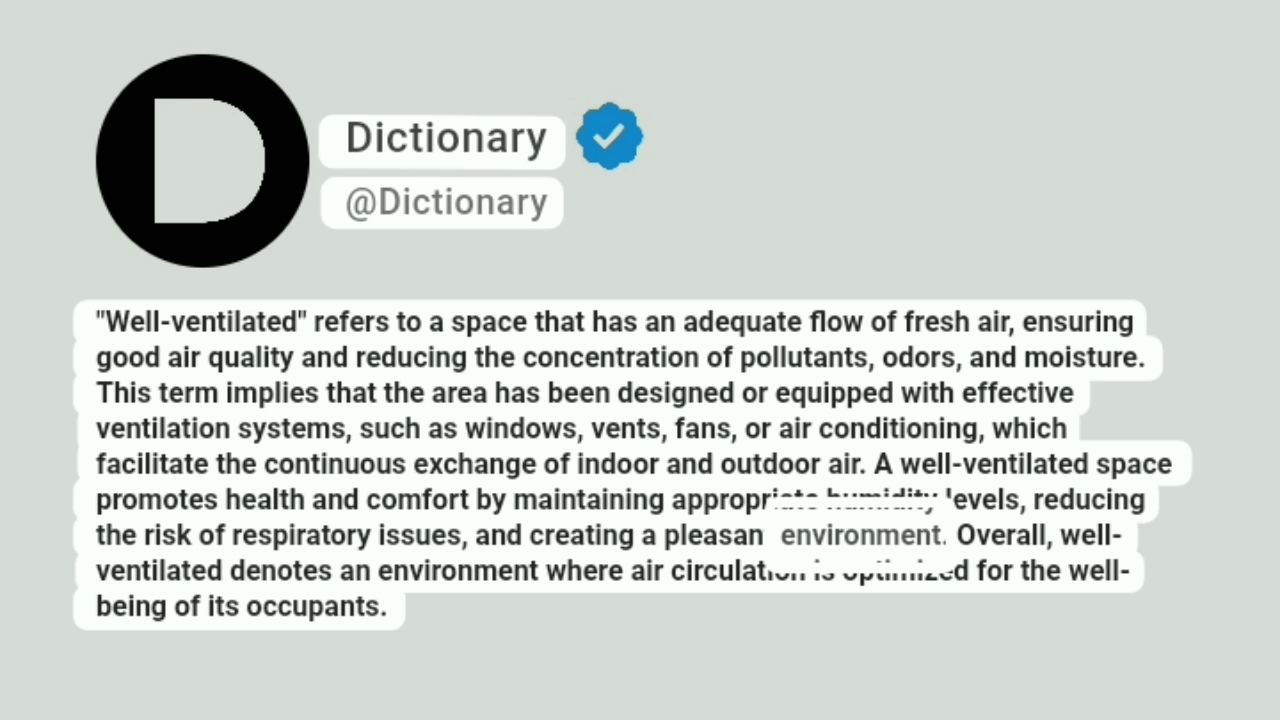 D
Dictionary
@Dictionary
"Well-ventilated" refers to a space that has an adequate flow of fresh air, ensuring
good air quality and reducing the concentration of pollutants, odors, and moisture.
This term implies that the area has been designed or equipped with effective
ventilation systems, such as windows, vents, fans, or air conditioning, which
facilitate the continuous exchange of indoor and outdoor air. A well-ventilated space
promotes health and comfort by maintaining appropriate humidity levels, reducing
the risk of respiratory issues, and creating a pleasan environment. Overall, well-
ventilated denotes an environment where air circulation is optimized for the well-
being of its occupants.